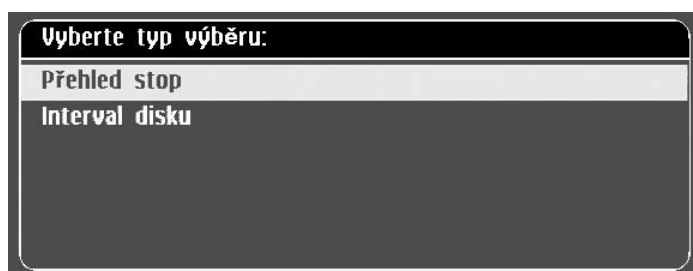 Vyberte typ výběru:
Přehled stop
Interval disku